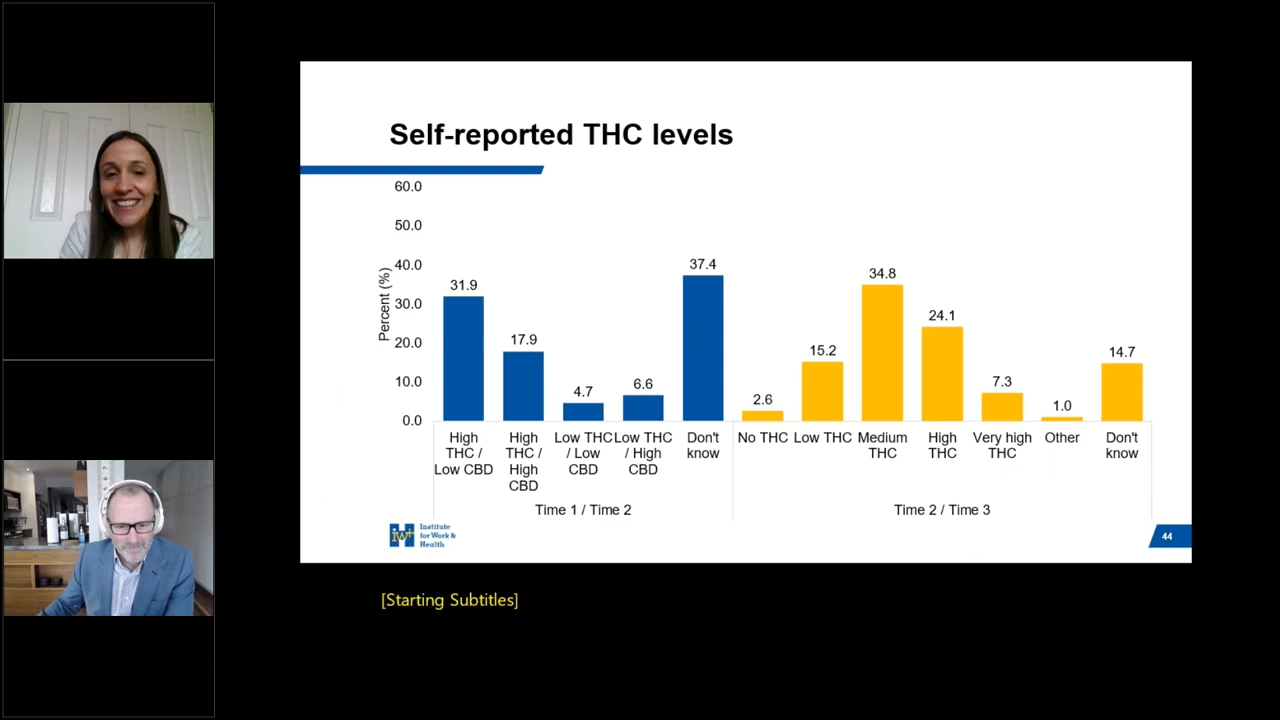 Self-reported THC levels
60.0
50.0
40.0
30.0
20.0
10.0
0.0
Percent (%)
31.9
17.9
4.7
6.6
37.4
2.6
15.2
34.8
24.1
7.3
1.0
14.7
High
THC /
Low CBD
High
THC /
High
CBD
Low THC
/ Low
CBD
Low THC
/ High
CBD
Don't
know
No THC
Low THC
Medium
THC
High
THC
Very high
THC
Other
Don't
know
Time 1 / Time 2
Time 2 / Time 3
Institute
for Work &
Health
44
[Starting Subtitles]